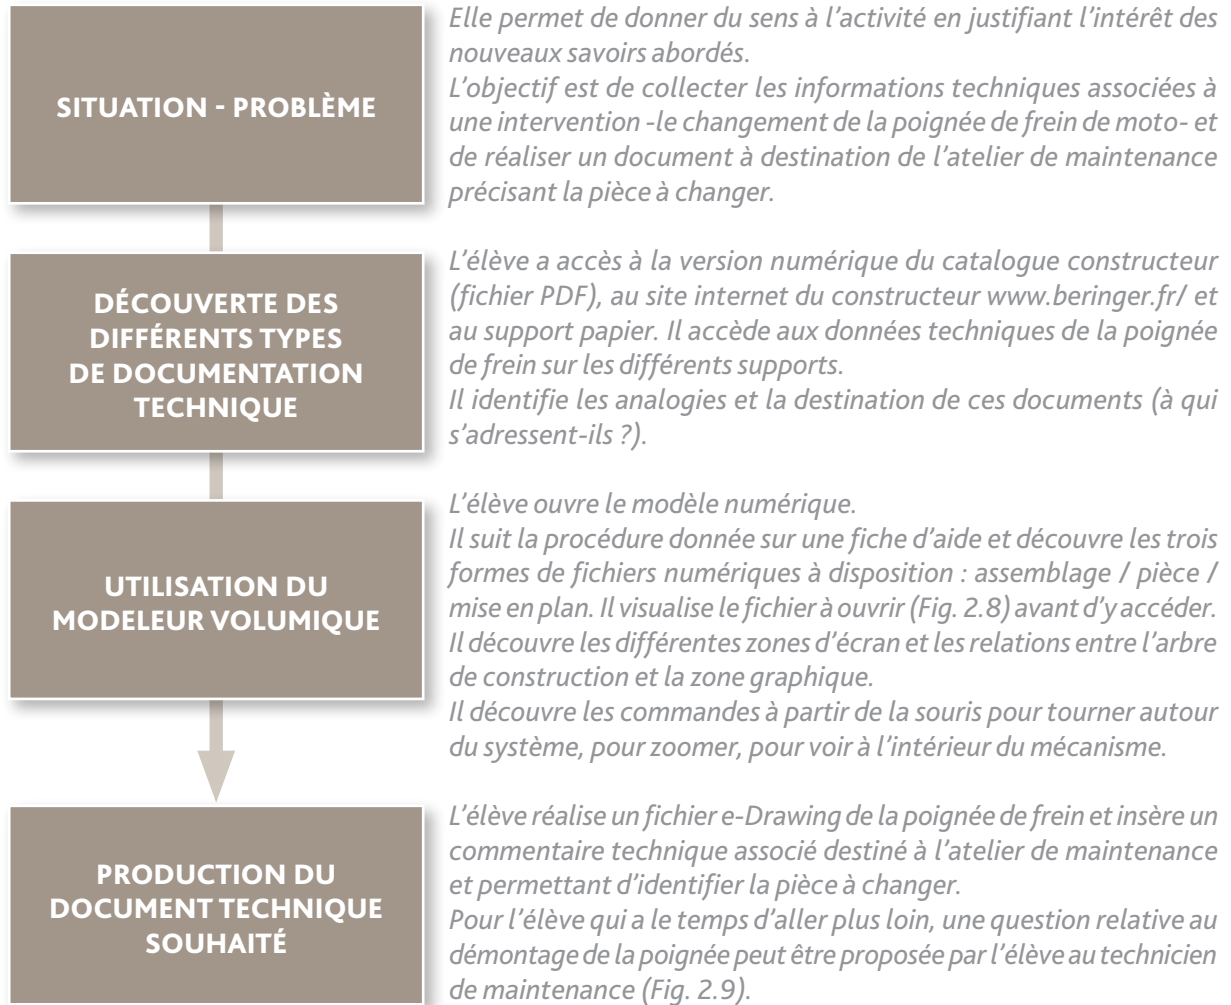 SITUATION - PROBLÈME
Elle permet de donner du sens à l’activité en justifiant l’intérêt des
nouveaux savoirs abordés.
L’objectif est de collecter les informations techniques associées à
une intervention -le changement de la poignée de frein de moto- et
de réaliser un document à destination de l’atelier de maintenance
précisant la pièce à changer.
DÉCOUVERTE DES
DIFFÉRENTS TYPES
DE DOCUMENTATION
TECHNIQUE
L’élève a accès à la version numérique du catalogue constructeur
(fichier PDF), au site internet du constructeur www.beringer.fr/ et
au support papier. Il accède aux données techniques de la poignée
de frein sur les différents supports.
Il identifie les analogies et la destination de ces documents (à qui
s’adressent-ils ?).
UTILISATION DU
MODELEUR VOLUMIQUE
L’élève ouvre le modèle numérique.
Il suit la procédure donnée sur une fiche d’aide et découvre les trois
formes de fichiers numériques à disposition : assemblage / pièce /
mise en plan. Il visualise le fichier à ouvrir (Fig. 2.8) avant d’y accéder.
Il découvre les différentes zones d’écran et les relations entre l’arbre
de construction et la zone graphique.
Il découvre les commandes à partir de la souris pour tourner autour
du système, pour zoomer, pour voir à l’intérieur du mécanisme.
PRODUCTION DU
DOCUMENT TECHNIQUE
SOUHAITÉ
L’élève réalise un fichier e-Drawing de la poignée de frein et insère un
commentaire technique associé destiné à l’atelier de maintenance
et permettant d’identifier la pièce à changer.
Pour l’élève qui a le temps d’aller plus loin, une question relative au
démontage de la poignée peut être proposée par l’élève au technicien
de maintenance (Fig. 2.9).